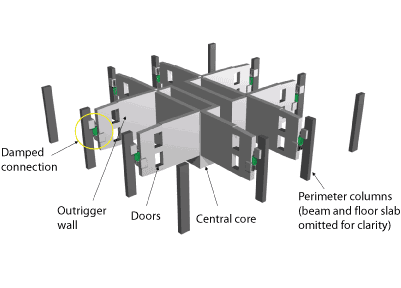 Damped
connection
Outrigger
wall
Doors
Central core
Perimeter columns
(beam and floor slab
omitted for clarity)